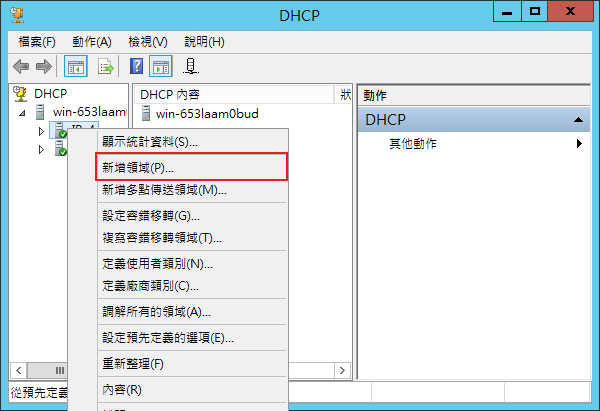 DHCP
檔案(F) 動作(A) 檢視(V) 說明(H)
DHCP
win-653laam0
DHCP 內容
win-653laam0bud
動作
DHCP
其他動作
顯示統計資料(S)...
新增領域(P)...
新增多點傳送領域(M)...
設定容錯移轉(G)...
複寫容錯移轉領域(T)...
定義使用者類別(N)...
定義廠商類別(C)...
調解所有的領域(A)...
設定預先定義的選項(E)...
重新整理(F)
內容(R)
從預先定義